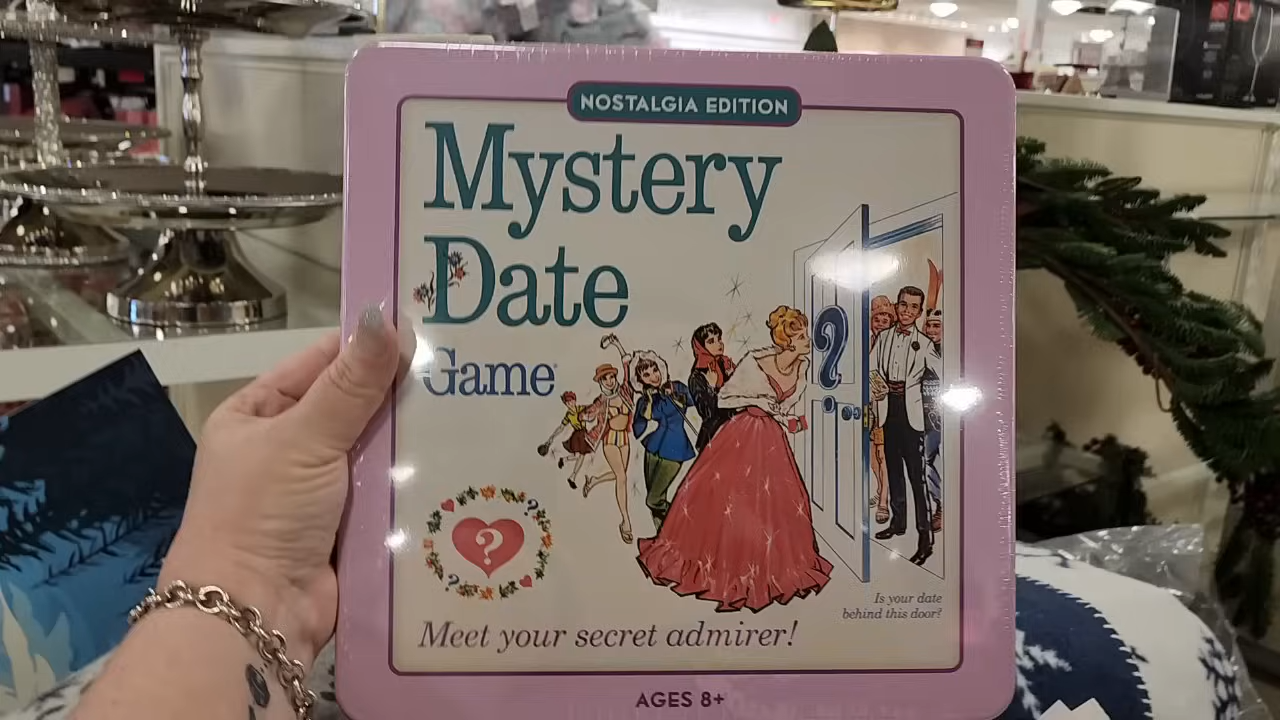 NOSTALGIA EDITION
Mystery
Date
Game
?
?
Is your date
behind this door?
Meet your secret admirer!
AGES 8+